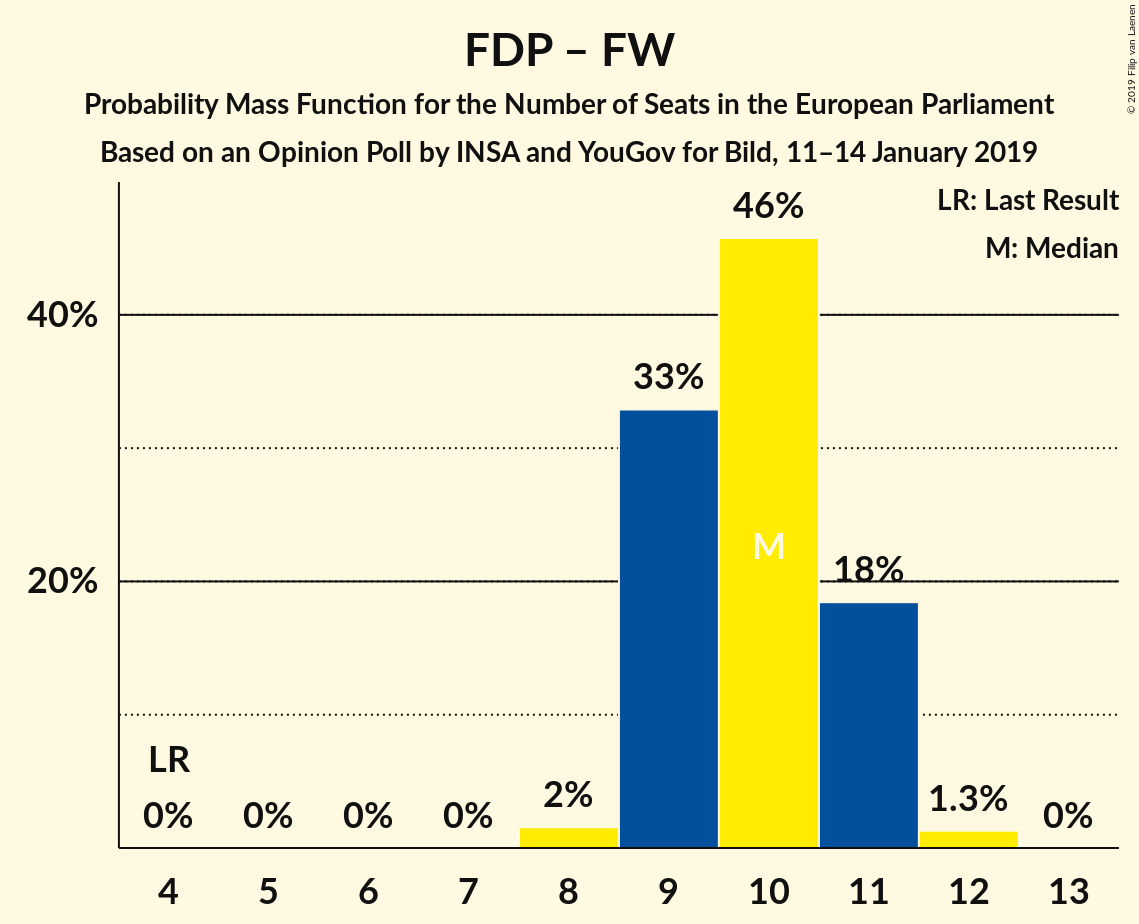 FDP – FW
Probability Mass Function for the Number of Seats in the European Parliament
Based on an Opinion Poll by INSA and YouGov for Bild, 11–14 January 2019
© 2019 Filip van Laenen
LR: Last Result
M: Median
46%
40%
33%
M
18%
20%
LR
0%
0%
0%
0%
2%
1.3%
0%
4 5 6 7 8 9 10 11 12 13